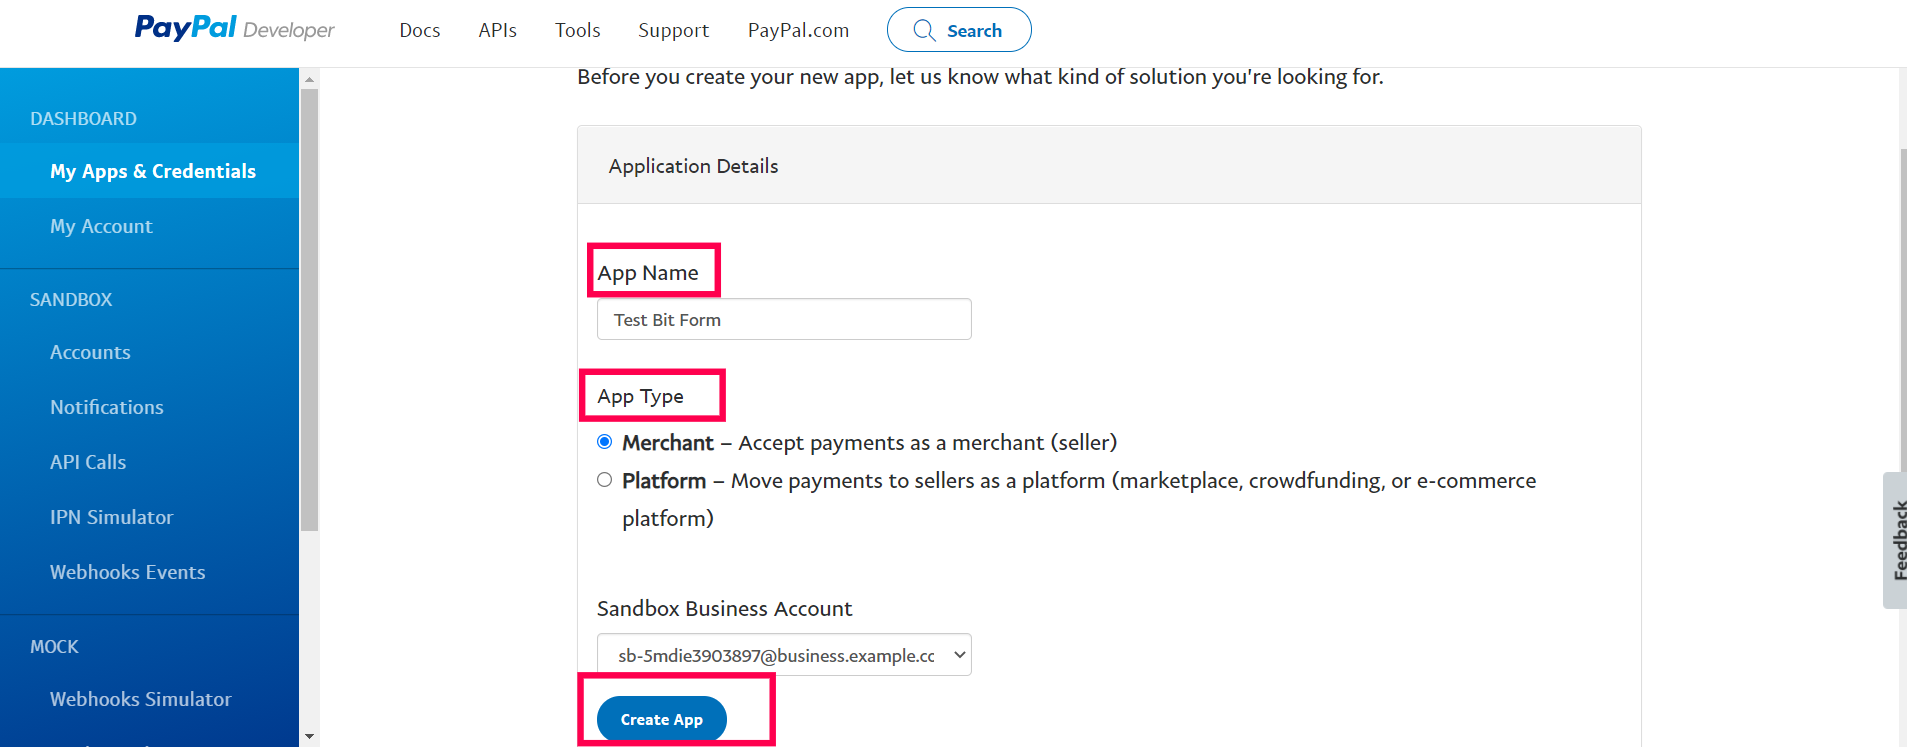 PayPal Developer
Docs
APIs
Tools
Support
PayPal.com
Search
DASHBOARD
My Apps & Credentials
My Account
SANDBOX
Accounts
Notifications
API Calls
IPN Simulator
Webhooks Events
MOCK
Webhooks Simulator
Before you create your new app, let us know what kind of solution you're looking for.
Application Details
App Name
Test Bit Form
App Type
Merchant – Accept payments as a merchant (seller)
Platform – Move payments to sellers as a platform (marketplace, crowdfunding, or e-commerce
platform)
Sandbox Business Account
sb-5mdie3903897@business.example.cc
Create App
Feedback